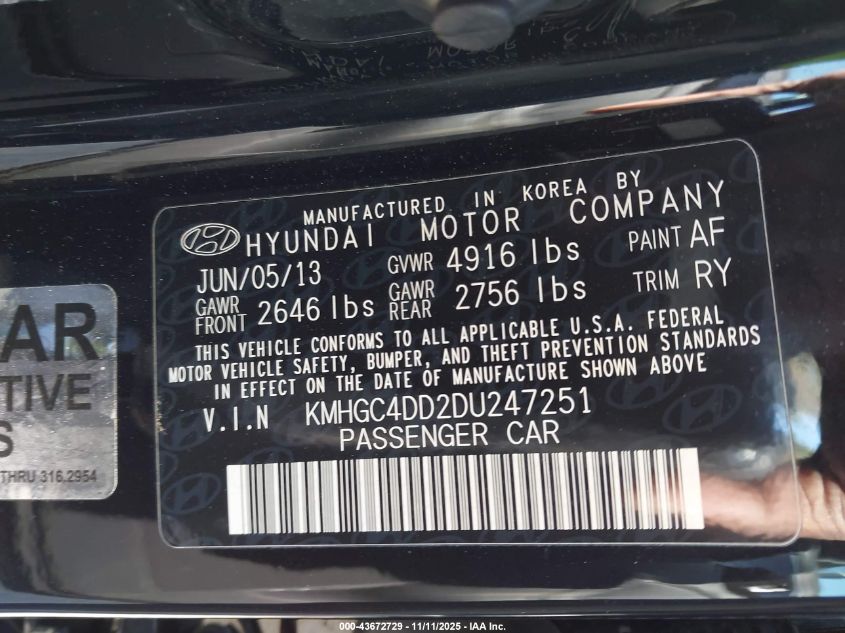 MANUFACTURED IN KOREA BY
HYUNDAI MOTOR COMPANY
JUN/05/13 GVWR 4916 lbs PAINT AF
GAWR FRONT 2646 lbs GAWR REAR 2756 lbs TRIM RY
THIS VEHICLE CONFORMS TO ALL APPLICABLE U.S.A. FEDERAL
MOTOR VEHICLE SAFETY, BUMPER, AND THEFT PREVENTION STANDARDS
IN EFFECT ON THE DATE OF MANUFACTURE SHOWN ABOVE
V.I.N KMHGC4DD2DU247251
PASSENGER CAR
AR
TIVE
S
THRU 316.2954
000-43672729 - 11/11/2025 - IAA Inc.